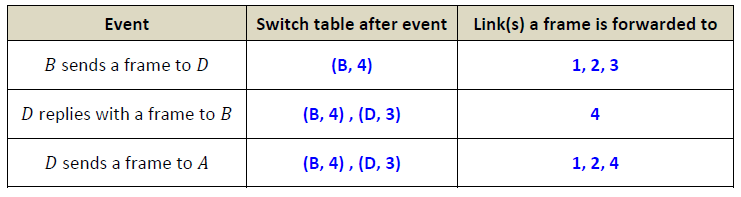 Event Switch table after event Link(s) a frame is forwarded to
B sends a frame to D (B, 4) 1, 2, 3
D replies with a frame to B (B, 4) , (D, 3) 4
D sends a frame to A (B, 4) , (D, 3) 1, 2, 4